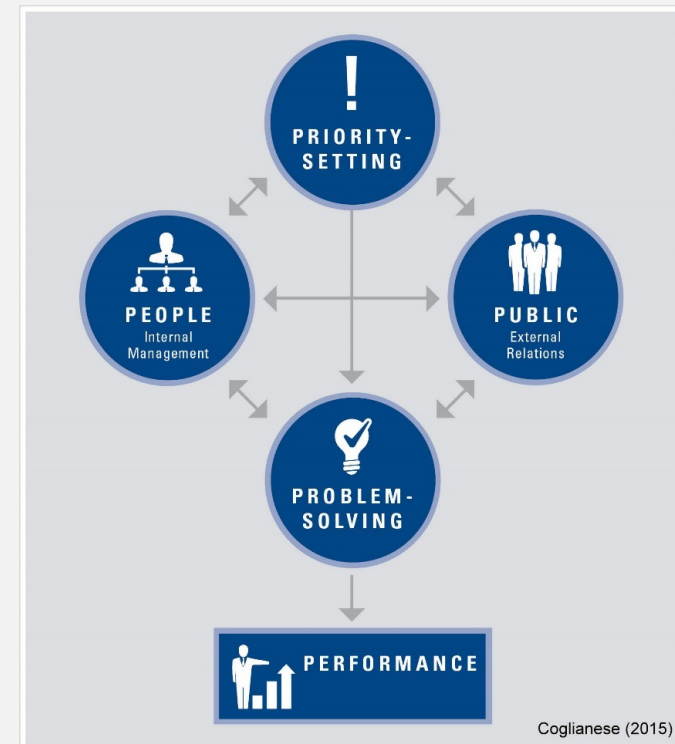 !
PRIORITY-
SETTING
PEOPLE
Internal
Management
PUBLIC
External
Relations
PROBLEM-
SOLVING
PERFORMANCE
Coglianese (2015)